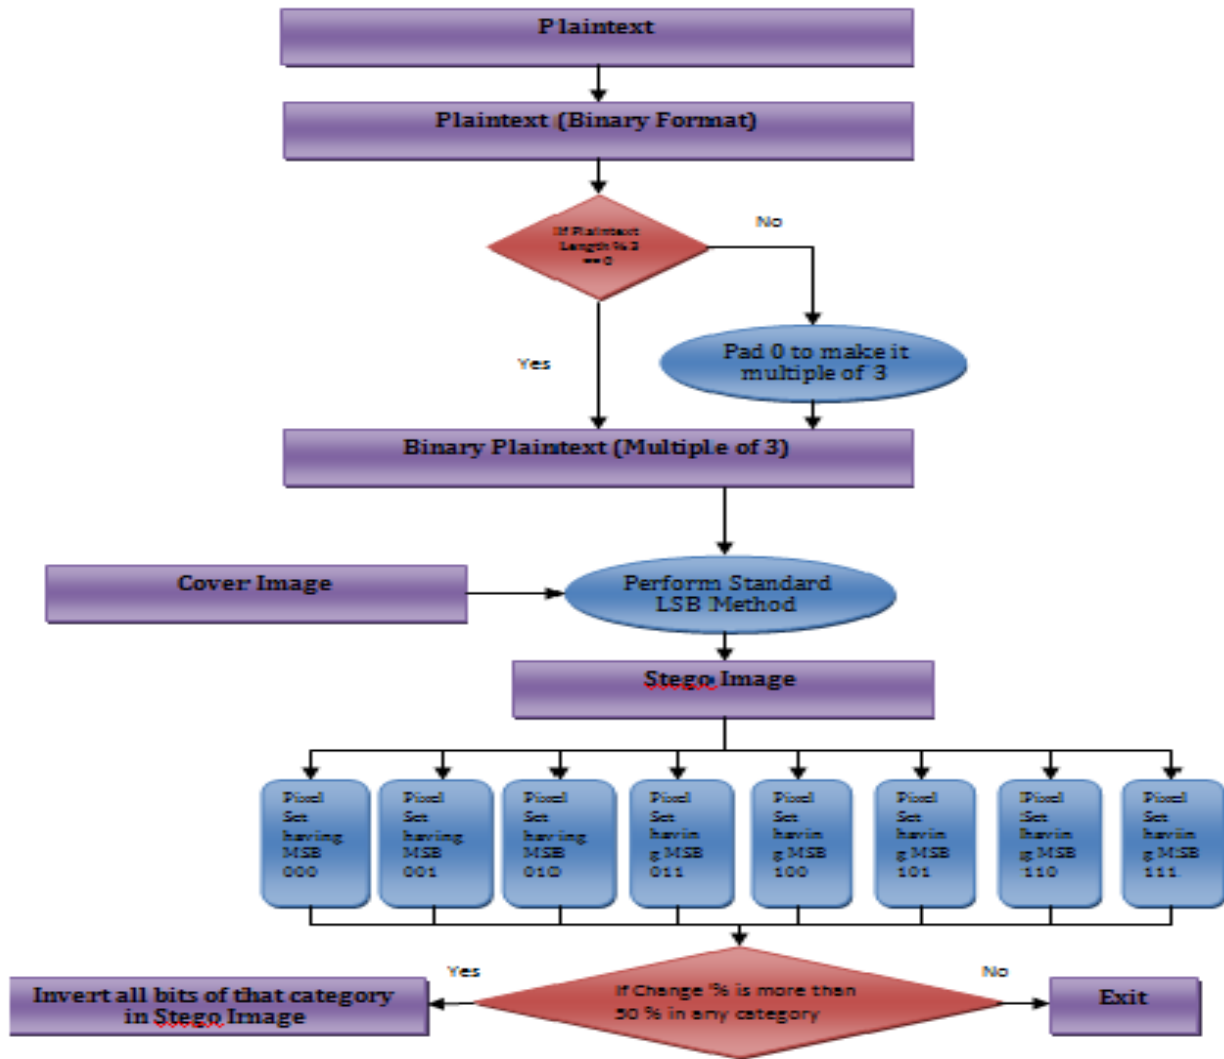 Plaintext
Plaintext (Binary Format)
If Plaintext
Length % 3
== 0
No
Yes
Pad 0 to make it
multiple of 3
Binary Plaintext (Multiple of 3)
Cover Image
Perform Standard
LSB Method
Stego Image
Pixel
Set
having
MSB
000
Pixel
Set
having
MSB
001
Pixel
Set
having
MSB
010
Pixel
Set
havin
g MSB
011
Pixel
Set
havin
g MSB
100
Pixel
Set
havin
g MSB
101
Pixel
Set
havin
g MSB
110
Pixel
Set
havin
g MSB
111
Yes
No
Invert all bits of that category
in Stego Image
If Change % is more than
50 % in any category
Exit